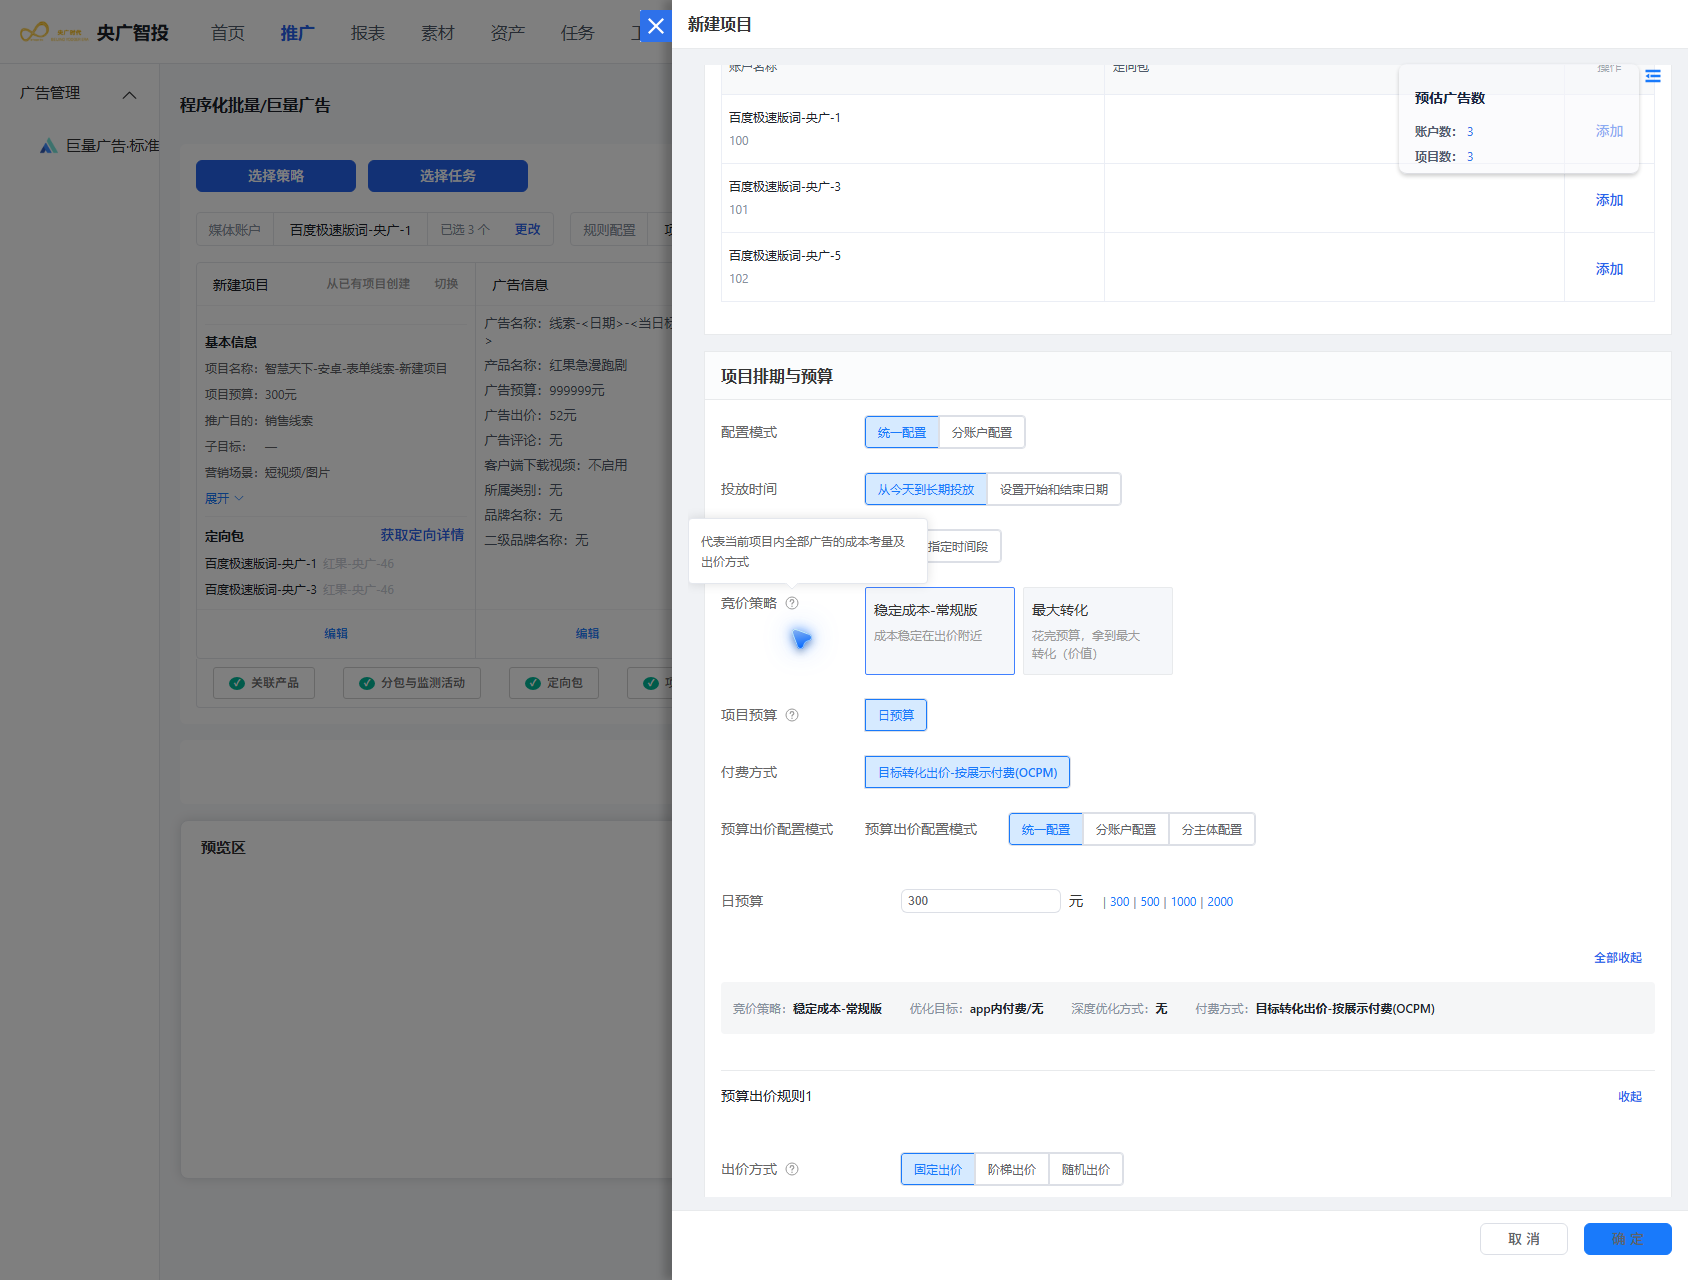 央广智投
首页
推广
报表
素材
资产
任务
广告管理
巨量广告·标准
程序化批量/巨量广告
选择策略
选择任务
媒体账户
百度极速版词-央广-1
已选 3 个
更改
规则配置
新建项目
从已有项目创建
切换
广告信息
基本信息
项目名称：智慧天下-安卓-表单线索-新建项目
项目预算：300元
推广目的：销售线索
子目标：—
营销场景：短视频/图片
展开
定向包
获取定向详情
百度极速版词-央广-1 红果-央广-46
百度极速版词-央广-3 红果-央广-46
编辑
广告名称：线索-<日期>-<当日标
>
产品名称：红果急漫跑剧
广告预算：999999元
广告出价：52元
广告评论：无
客户端下载视频：不启用
所属类别：无
品牌名称：无
二级品牌名称：无
编辑
关联产品
分包与监测活动
定向包
预览区
新建项目
账户名称
定向包
操作
百度极速版词-央广-1
100
添加
百度极速版词-央广-3
101
添加
百度极速版词-央广-5
102
添加
预估广告数
账户数：3
项目数：3
项目排期与预算
配置模式
统一配置
分账户配置
投放时间
从今天到长期投放
设置开始和结束日期
指定时间段
代表当前项目内全部广告的成本考量及
出价方式
竞价策略
稳定成本-常规版
成本稳定在出价附近
最大转化
花完预算，拿到最大
转化（价值）
项目预算
日预算
付费方式
目标转化出价-按展示付费(OCPM)
预算出价配置模式
预算出价配置模式
统一配置
分账户配置
分主体配置
日预算
300
元
| 300 | 500 | 1000 | 2000
全部收起
竞价策略：稳定成本-常规版
优化目标：app内付费/无
深度优化方式：无
付费方式：目标转化出价-按展示付费(OCPM)
预算出价规则1
收起
出价方式
固定出价
阶梯出价
随机出价
取 消
确 定